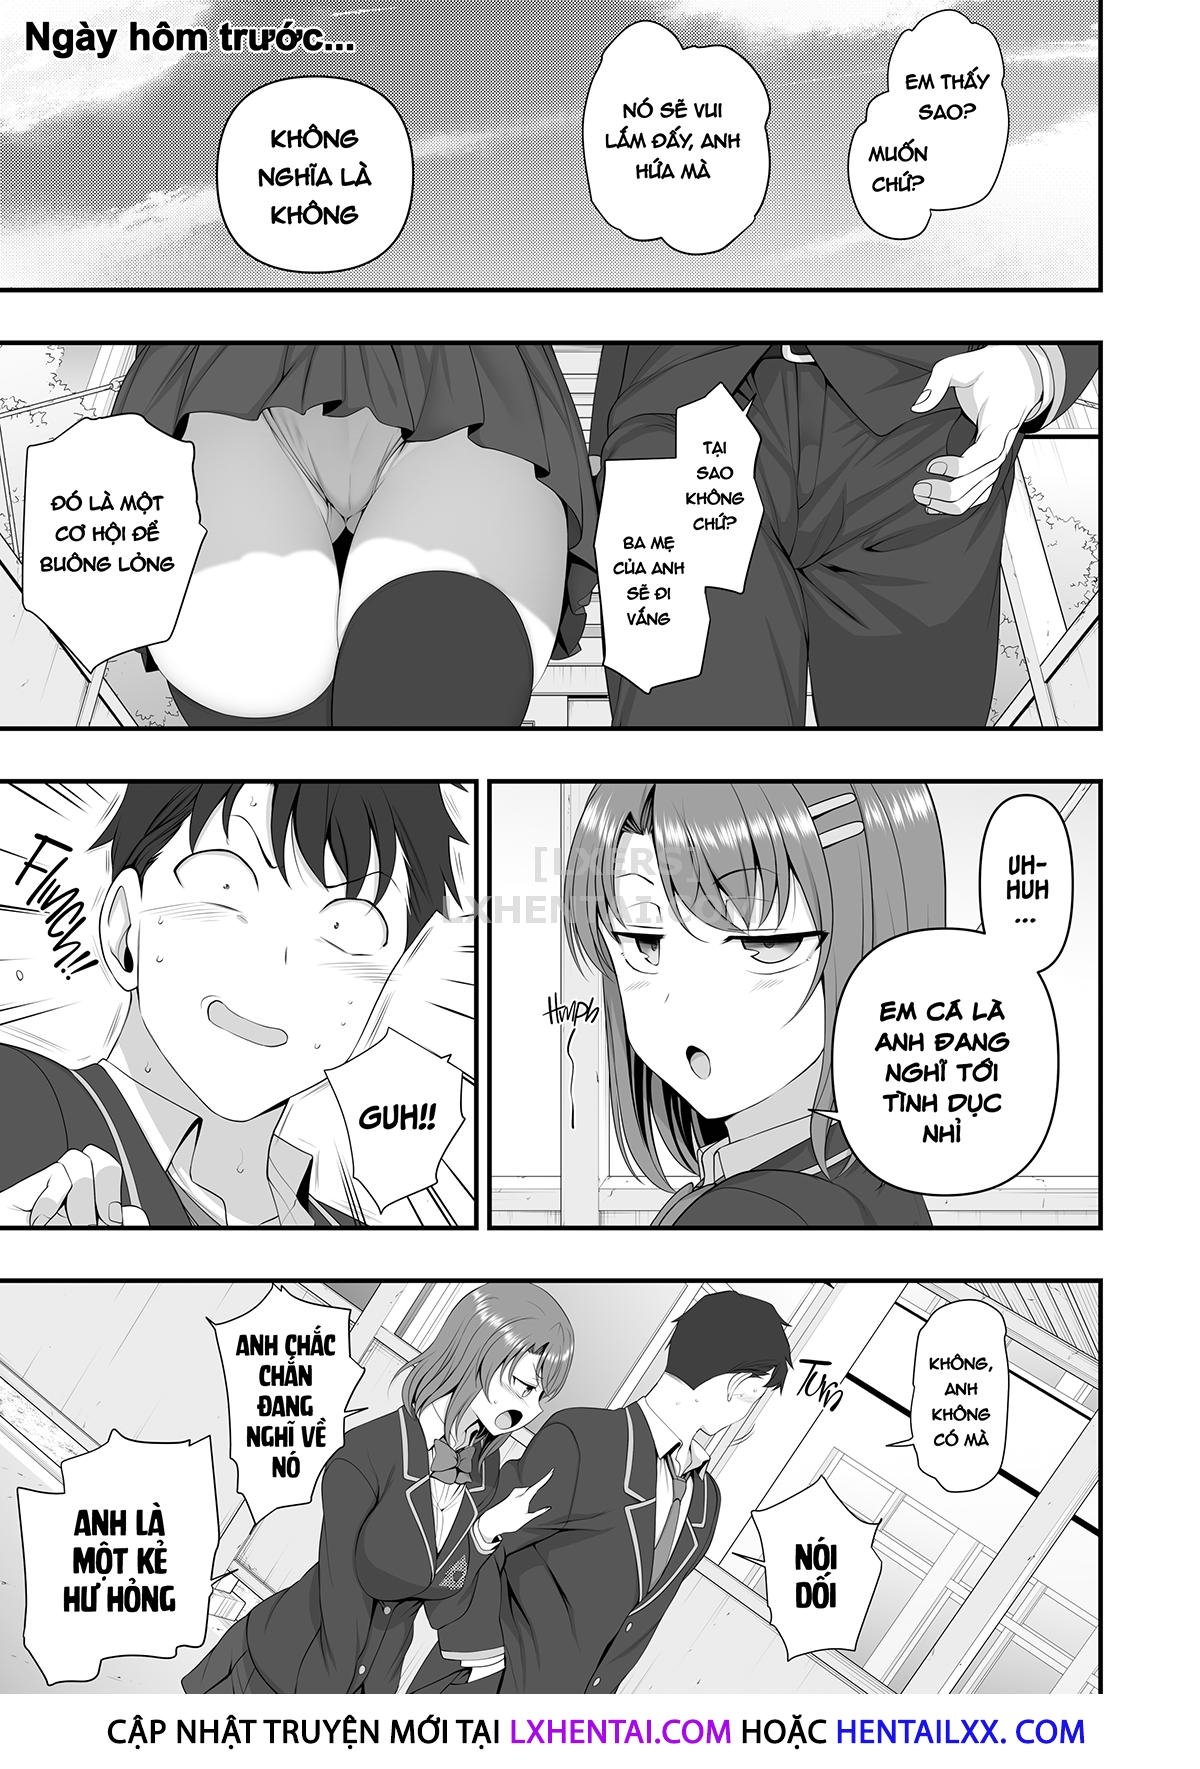 Ngày hôm trước...
EM THẤY
SAO?
MUỐN
CHỨ?
NÓ SẼ VUI
LẮM ĐẤY, ANH
HỨA MÀ
KHÔNG
NGHĨA LÀ
KHÔNG
TẠI
SAO
KHÔNG
CHỨ?
BA MẸ
CỦA ANH
SẼ ĐI
VẮNG
ĐÓ LÀ MỘT
CƠ HỘI ĐỂ
BUÔNG LỎNG
UH-
HUH
...
EM CÁ LÀ
ANH ĐANG
NGHĨ TỚI
TÌNH DỤC
NHỈ
Hmph
[LXERS]
LXHENTAI.COM
Flinch!!
GUH!!
KHÔNG,
ANH
KHÔNG
CÓ MÀ
Turn
NÓI
DỐI
ANH CHẮC
CHẮN
ĐANG
NGHĨ VỀ
NÓ
ANH LÀ
MỘT KẺ
HƯ HỎNG
CẬP NHẬT TRUYỆN MỚI TẠI LXHENTAI.COM HOẶC HENTAILXX. COM